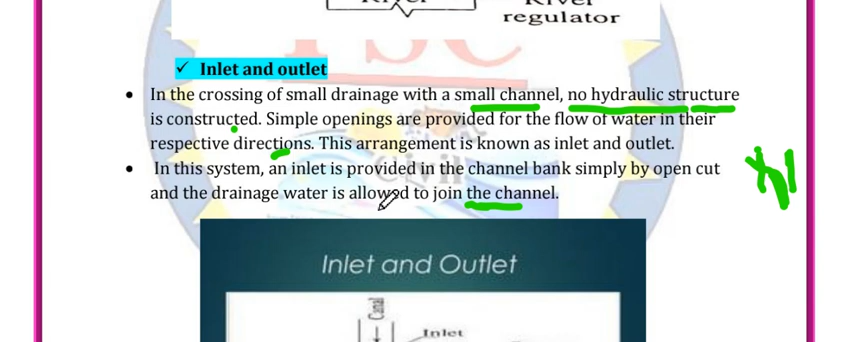 River
River
regulator
✓ Inlet and outlet
• In the crossing of small drainage with a small channel, no hydraulic structure
is constructed. Simple openings are provided for the flow of water in their
respective directions. This arrangement is known as inlet and outlet.
• In this system, an inlet is provided in the channel bank simply by open cut
and the drainage water is allowed to join the channel.
Civil
Inlet and Outlet
Canal
Inlet